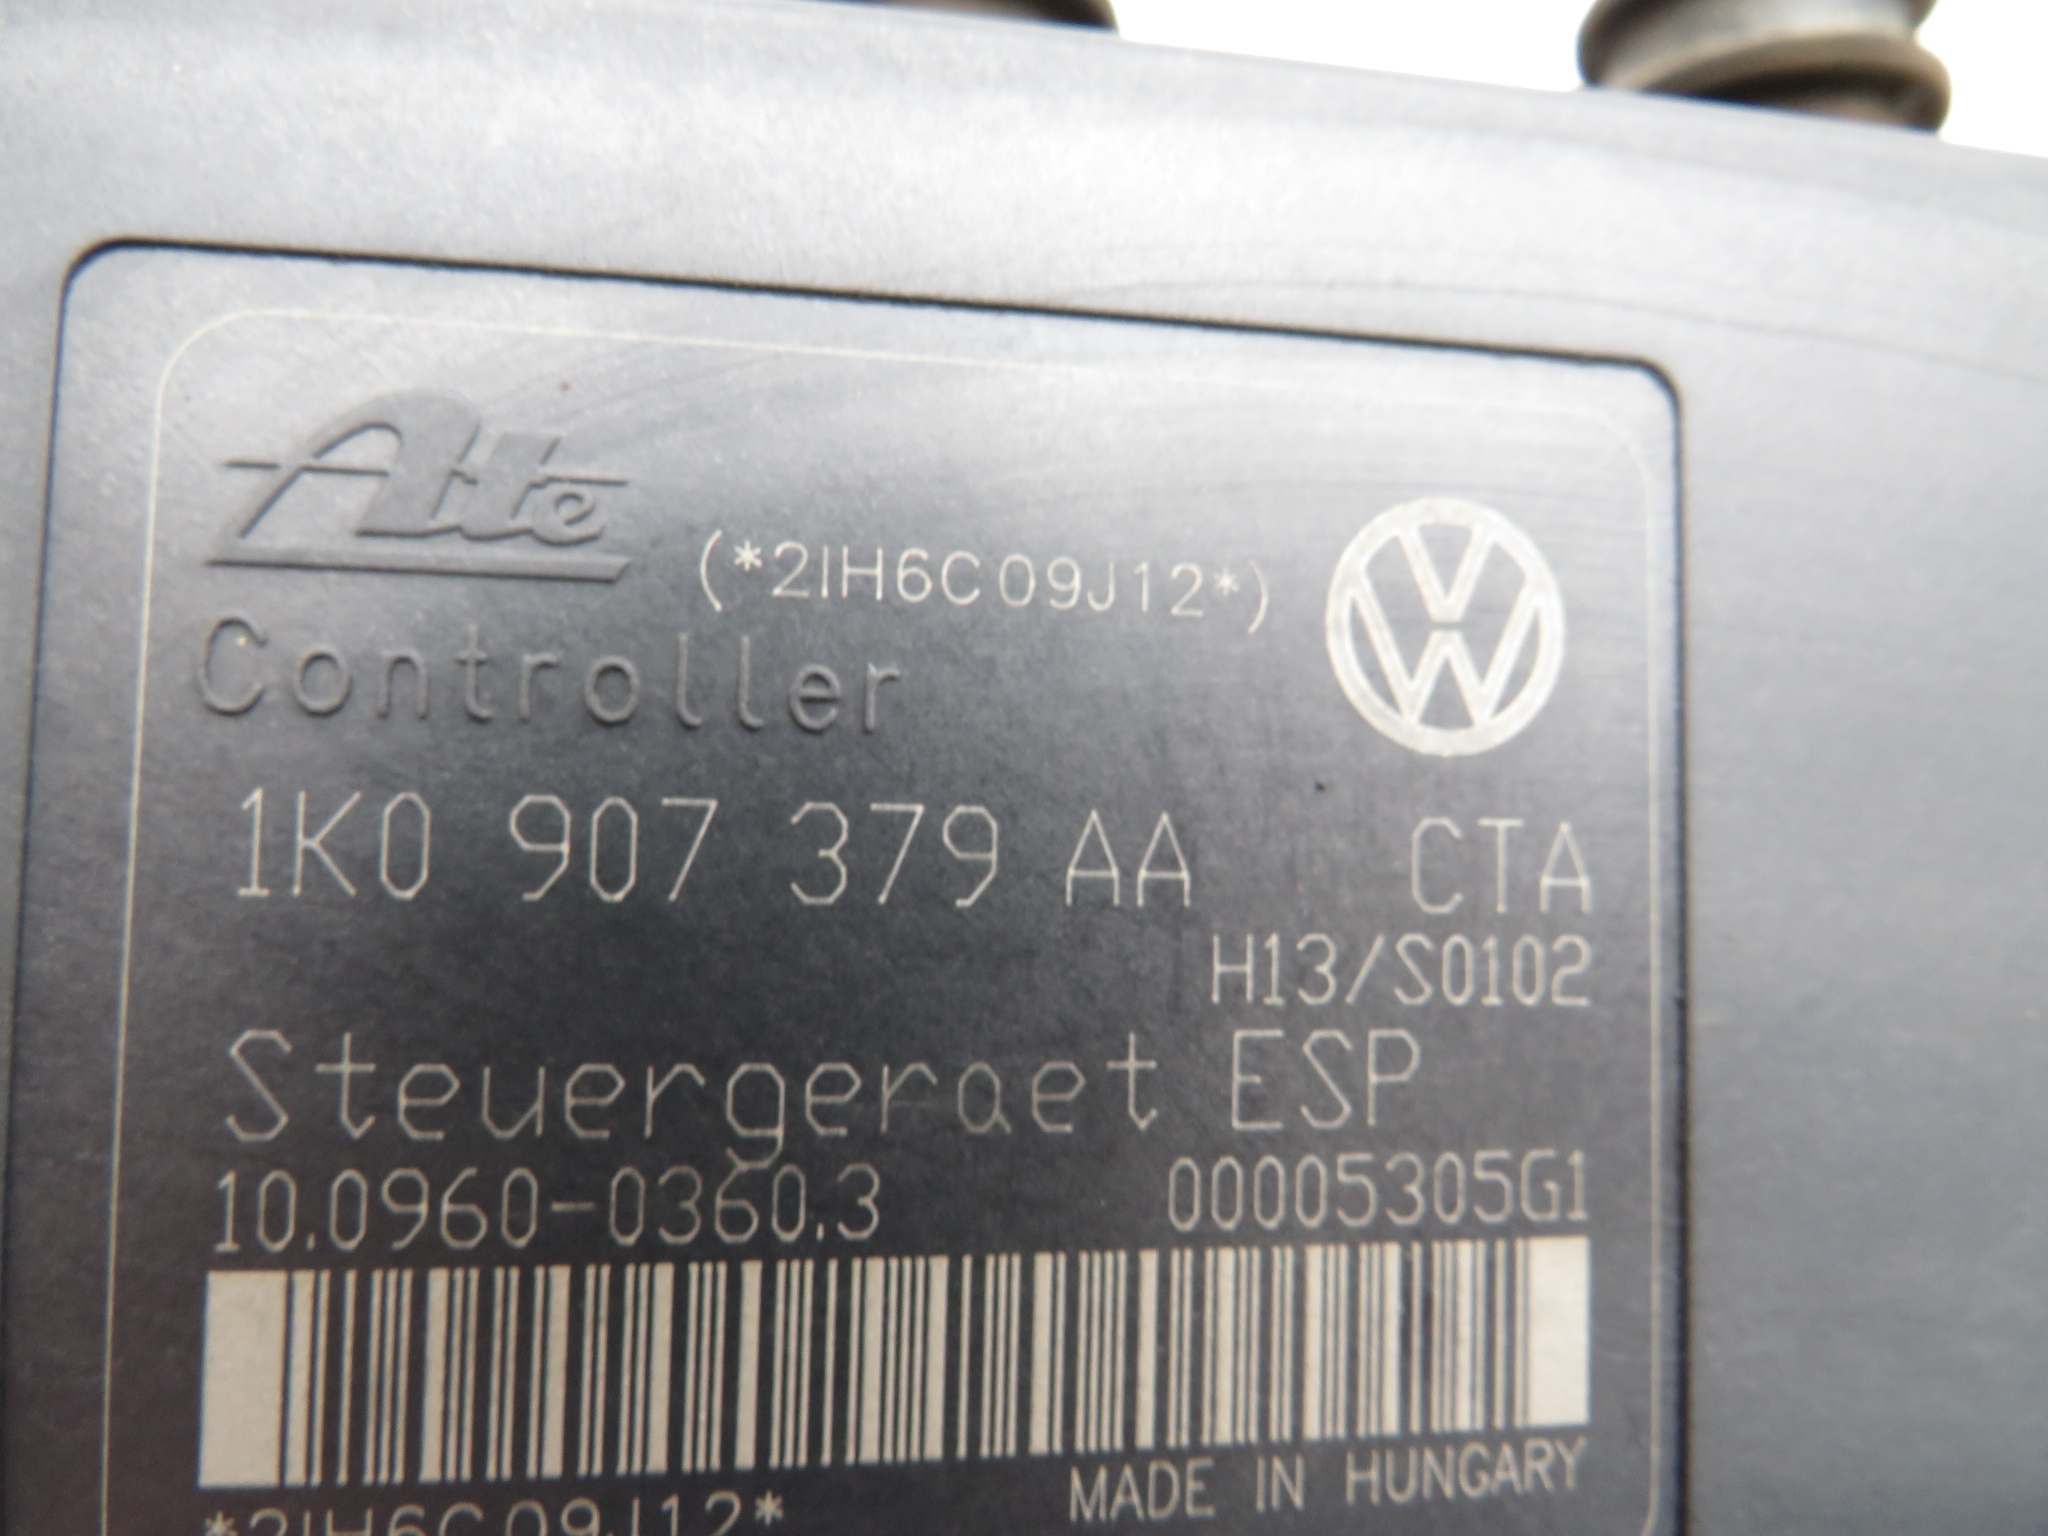 Ate
(*2IH6C09J12*)
Controller
1K0 907 379 AA CTA
H13/S0102
Steuergeraet ESP
10.0960-0360.3 00005305G1
MADE IN HUNGARY
*2IH6C09J12*